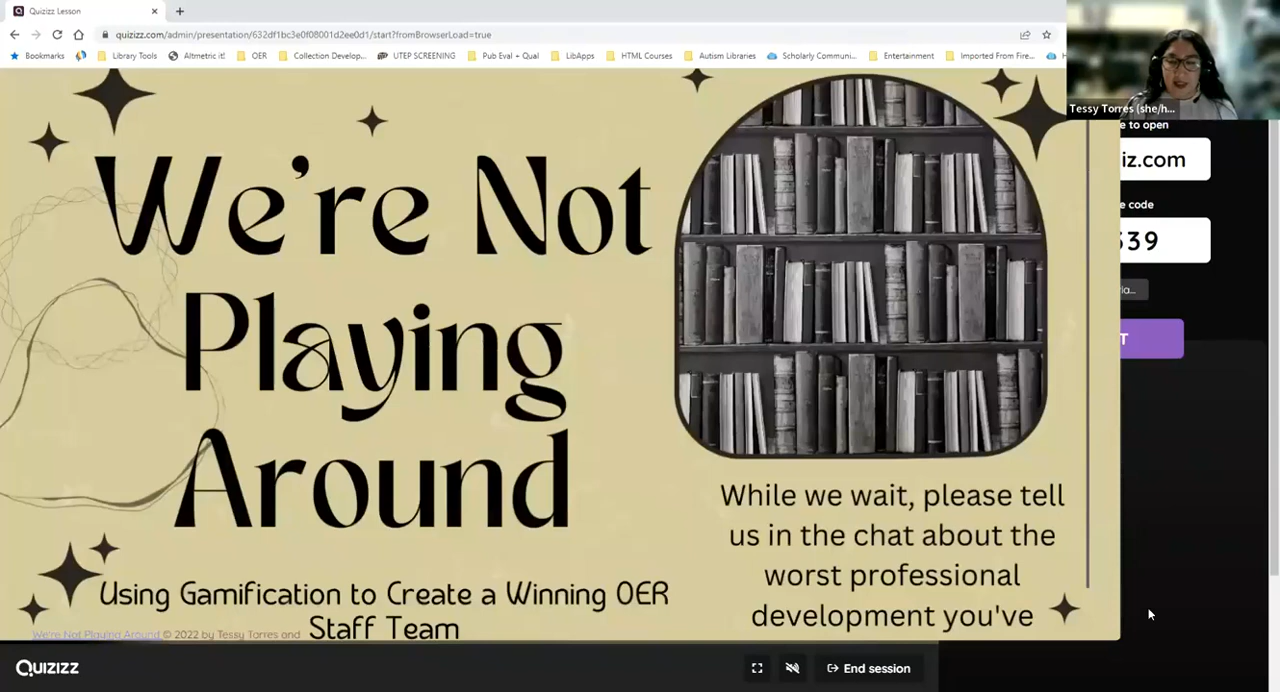 Quizizz Lesson
quizizz.com/admin/presentation/632df1bc3e0f08001d2ee0d1/start?fromBrowserLoad=true
Bookmarks
Library Tools
Altmetric it!
OER
Collection Develop...
UTEP SCREENING
Pub Eval + Qual
LibApps
HTML Courses
Autism Libraries
Scholarly Communi...
Entertainment
Imported From Fire...
Tessy Torres (she/h...
e to open
iz.com
e code
539
la...
T
We're Not
Playing
Around
Using Gamification to Create a Winning OER
Staff Team
While we wait, please tell
us in the chat about the
worst professional
development you've
We're Not Playing Around © 2022 by Tessy Torres and
QUIZIZZ
End session